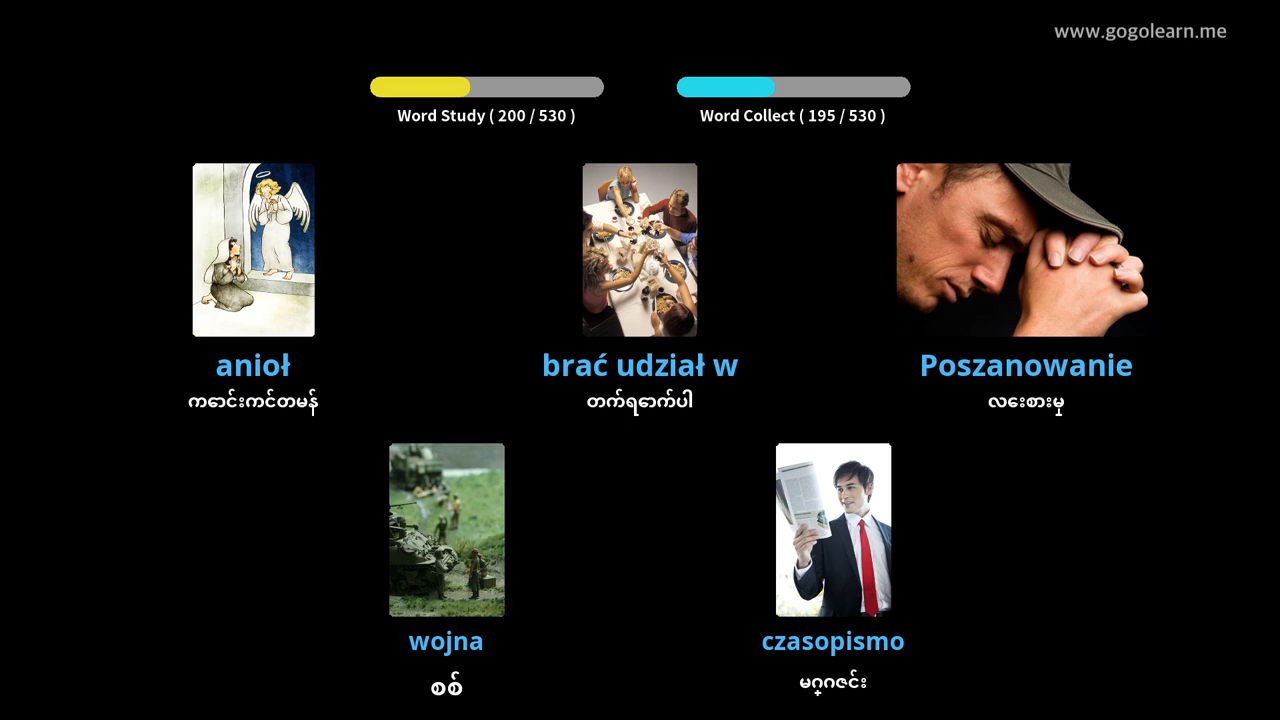 www.gogolearn.me
Word Study ( 200 / 530 )
Word Collect ( 195 / 530 )
anioł
brać udział w
Poszanowanie
ကောင်းကင်တမန်
တက်ရောက်ပါ
လေးစားမှု
wojna
czasopismo
စစ်
မဂ္ဂဇင်း